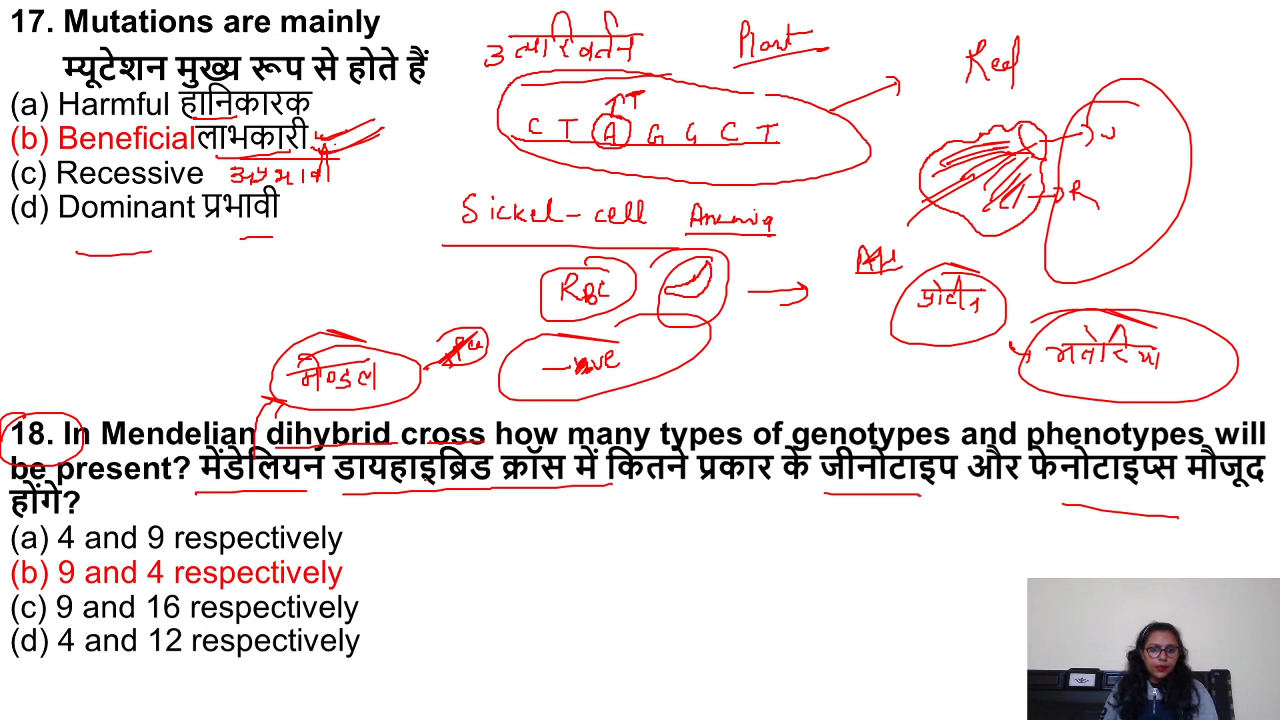 17. Mutations are mainly
म्यूटेशन मुख्य रूप से होते हैं
(a) Harmful हानिकारक
(b) Beneficialलाभकारी
(c) Recessive
(d) Dominant प्रभावी
उत्परिवर्तन
Plant
T
C T A G G C T
Sickel-cell
RBC
प्रोटीन
-ve
मलेरिया
मेण्डल
R
18. In Mendelian dihybrid cross how many types of genotypes and phenotypes will
be present? मेंडेलियन डायहाइब्रिड क्रॉस में कितने प्रकार के जीनोटाइप और फेनोटाइप्स मौजूद
होंगे?
(a) 4 and 9 respectively
(b) 9 and 4 respectively
(c) 9 and 16 respectively
(d) 4 and 12 respectively